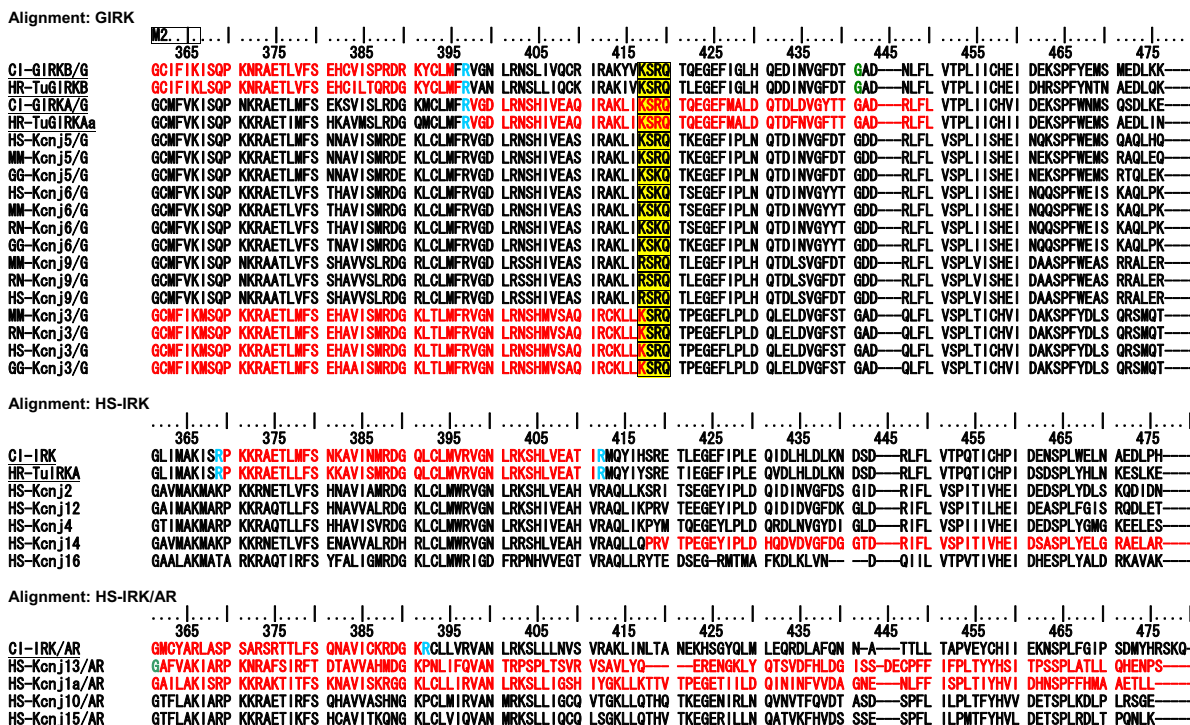 Alignment: GIRK
M2..|....|....|....|....|....|....|....|....|....|....|....|....|....|....|....|....|....|....|....|....|....|....|....
365 375 385 395 405 415 425 435 445 455 465 475
CI-GIRKB/G GCIFIKISQP KNRAETLVFS EHCVISPRDR KYCLMFRVGN LRNSLIVQCR IRAKYVKSRQ TQEGEFIGLH QEDINVGFDT GAD---NLFL VTPLIICHEI DEKSPFYEMS MEDLKK----
HR-TuGIRKB GCIFIKLSQP KKRAETLVFS EHCILTQRDG KYCLMFRVAN LRNSLLIQCK IRAKIVKSRQ TQEGEFIGLH QDDINVGFDT GAD---NLFL VTPLIICHEI DHRSPFYNTN AEDLQK----
CI-GIRKA/G GCMFVKISQP KKRAETLMFS EKSVISLRDG KMCLMFRVGD LRNSHIVEAQ IRAKLIKSRQ TQEGEFMALD QTDLDVGYTT GAD---RLFL VTPLIICHVI DEKSPFWNMS QSDLKE----
HR-TuGIRKAa GCMFVKISQP KKRAETIMFS HKAVMSLRDG QMCLMFRVGD LRNSHIVEAQ IRAKLIKSRQ TQEGEFMALD QTDFNVGFTT GAD---RLFL VTPLIICHII DEKSPFWEMS AEDLIN----
HS-Kcnj5/G GCMFVKISQP KKRAETLMFS NNAVISMRDE KLCLMFRVGD LRNSHIVEAS IRAKLIKSRQ TKEGEFIPLN QTDINVGFDT GDD---RLFL VSPLIISHEI NQKSPFWEMS QAQLHQ----
MM-Kcnj5/G GCMFVKISQP KKRAETLMFS NNAVISMRDE KLCLMFRVGD LRNSHIVEAS IRAKLIKSRQ TKEGEFIPLN QTDINVGFDT GDD---RLFL VSPLIISHEI NEKSPFWEMS RAQLEQ----
GG-Kcnj5/G GCMFVKISQP KKRAETLMFS NNAVISMRDE KLCLMFRVGD LRNSHIVEAS IRAKLIKSRQ TKEGEFIPLN QTDINVGFDT GDD---RLFL VSPLIISHEI NEKSPFWEMS RTQLEK----
HS-Kcnj6/G GCMFVKISQP KKRAETLVFS THAVISMRDG KLCLMFRVGD LRNSHIVEAS IRAKLIKSKQ TSEGEFIPLN QTDINVGYYT GDD---RLFL VSPLIISHEI NQQSPFWEIS KAQLPK----
MM-Kcnj6/G GCMFVKISQP KKRAETLVFS THAVISMRDG KLCLMFRVGD LRNSHIVEAS IRAKLIKSKQ TSEGEFIPLN QTDINVGYYT GDD---RLFL VSPLIISHEI NQQSPFWEIS KAQLPK----
RN-Kcnj6/G GCMFVKISQP KKRAETLVFS THAVISMRDG KLCLMFRVGD LRNSHIVEAS IRAKLIKSKQ TSEGEFIPLN QTDINVGYYT GDD---RLFL VSPLIISHEI NQQSPFWEIS KAQLPK----
GG-Kcnj6/G GCMFVKISQP KKRAETLVFS TNAVISMRDG KLCLMFRVGD LRNSHIVEAS IRAKLIKSKQ TSEGEFIPLN QTDINVGYYT GDD---RLFL VSPLIISHEI NQQSPFWEIS KAQLPK----
MM-Kcnj9/G GCMFVKISQP NKRAATLVFS SHAVVSLRDG RLCLMFRVGD LRSSHIVEAS IRAKLIRSRQ TLEGEFIPLH QTDLSVGFDT GDD---RLFL VSPLVISHEI DAASPFWEAS RRALER----
RN-Kcnj9/G GCMFVKISQP NKRAATLVFS SHAVVSLRDG RLCLMFRVGD LRSSHIVEAS IRAKLIRSRQ TLEGEFIPLH QTDLSVGFDT GDD---RLFL VSPLVISHEI DAASPFWEAS RRALER----
HS-Kcnj9/G GCMFVKISQP NKRAATLVFS SHAVVSLRDG RLCLMFRVGD LRSSHIVEAS IRAKLIRSRQ TLEGEFIPLH QTDLSVGFDT GDD---RLFL VSPLVISHEI DAASPFWEAS RRALER----
MM-Kcnj3/G GCMFIKMSQP KKRAETLMFS EHAVISMRDG KLTLMFRVGN LRNSHMVSAQ IRCKLLKSRQ TPEGEFLPLD QLELDVGFST GAD---QLFL VSPLTICHVI DAKSPFYDLS QRSMQT----
RN-Kcnj3/G GCMFIKMSQP KKRAETLMFS EHAVISMRDG KLTLMFRVGN LRNSHMVSAQ IRCKLLKSRQ TPEGEFLPLD QLELDVGFST GAD---QLFL VSPLTICHVI DAKSPFYDLS QRSMQT----
HS-Kcnj3/G GCMFIKMSQP KKRAETLMFS EHAVISMRDG KLTLMFRVGN LRNSHMVSAQ IRCKLLKSRQ TPEGEFLPLD QLELDVGFST GAD---QLFL VSPLTICHVI DAKSPFYDLS QRSMQT----
GG-Kcnj3/G GCMFIKMSQP KKRAETLMFS EHAAISMRDG KLTLMFRVGN LRNSHMVSAQ IRCKLLKSRQ TPEGEFLPLD QLELDVGFST GAD---QLFL VSPLTICHVI DAKSPFYDLS QRSMQT----
Alignment: HS-IRK
....|....|....|....|....|....|....|....|....|....|....|....|....|....|....|....|....|....|....|....|....|....|....|....
365 375 385 395 405 415 425 435 445 455 465 475
CI-IRK GLIMAKISRP KKRAETLMFS NKAVINMRDG QLCLMVRVGN LRKSHLVEAT IRMQYIHSRE TLEGEFIPLE QIDLHLDLKN DSD---RLFL VTPQTICHPI DENSPLWELN AEDLPH----
HR-TuIRKA GLIMAKISRP KKRAETLLFS KKAVISMRDG QLCLMVRVGN LRKSHLVEAT IRMQYIYSRE TIEGEFIPLE QIDLHLDLKN DSD---RLFL VTPQTICHPI DSDSPLYHLN KESLKE----
HS-Kcnj2 GAVMAKMAKP KKRNETLVFS HNAVIAMRDG KLCLMWRVGN LRKSHLVEAH VRAQLLKSRI TSEGEYIPLD QIDINVGFDS GID---RIFL VSPITIVHEI DEDSPLYDLS KQDIDN----
HS-Kcnj12 GAIMAKMARP KKRAQTLLFS HNAVVALRDG KLCLMWRVGN LRKSHIVEAH VRAQLIKPRV TEEGEYIPLD QIDIDVGFDK GLD---RIFL VSPITILHEI DEASPLFGIS RQDLET----
HS-Kcnj4 GTIMAKMARP KKRAQTLLFS HHAVISVRDG KLCLMWRVGN LRKSHIVEAH VRAQLIKPYM TQEGEYLPLD QRDLNVGYDI GLD---RIFL VSPIIIVHEI DEDSPLYGMG KEELES----
HS-Kcnj14 GAVMAKMAKP KKRNETLVFS ENAVVALRDH RLCLMWRVGN LRRSHLVEAH VRAQLLQPRV TPEGEYIPLD HQDVDVGFDG GTD---RIFL VSPITIVHEI DSASPLYELG RAELAR----
HS-Kcnj16 GAALAKMATA RKRAQTIRFS YFALIGMRDG KLCLMWRIGD FRPNHVVEGT VRAQLLRYTE DSEG-RMTMA FKDLKLVN-- --D--QIIL VTPVTIVHEI DHESPLYALD RKAVAK----
Alignment: HS-IRK/AR
....|....|....|....|....|....|....|....|....|....|....|....|....|....|....|....|....|....|....|....|....|....|....|....
365 375 385 395 405 415 425 435 445 455 465 475
CI-IRK/AR GMCYARLASP SARSRTTLFS QNAVICKRDG KRCLLVRVAN LRKSLLLNVS VRAKLINLTA NEKHSGYQLM LEQRDLAFQN N-A---TTLL TAPVEYCHII EKNSPLFGIP SDMYHRSKQ-
HS-Kcnj13/AR GAFVAKIARP KNRAFSIRFT DTAVVAHMDG KPNLIFQVAN TRPSPLTSVR VSAVLYQ--- -ERENGKLY QTSVDFHLDG ISS-DECPFF IFPLTYYHSI TPSSPLATLL QHENPS----
HS-Kcnj1a/AR GAILAKISRP KKRAKTITFS KNAVISKRGG KLCLLIRVAN LRKSLLIGSH IYGKLLKTTV TPEGETIILD QININFVVDA GNE---NLFF ISPLTIYHVI DHNSPFFHMA AETLL-----
HS-Kcnj10/AR GTFLAKIARP KKRAETIRFS QHAVVASHNG KPCLMIRVAN MRKSLLIGCQ VTGKLLQTHQ TKEGENIRLN QVNVTFQVDT ASD---SPFL ILPLTFYHVV DETSPLKDLP LRSGE-----
HS-Kcnj15/AR GTFLAKIARP KKRAETIKFS HCAVITKQNG KLCLVIQVAN MRKSLLIQCQ LSGKLLQTHV TKEGERILLN QATVKFHVDS SSE---SPFL ILPMTFYHVL DETSPLRDLT PQNLK-----